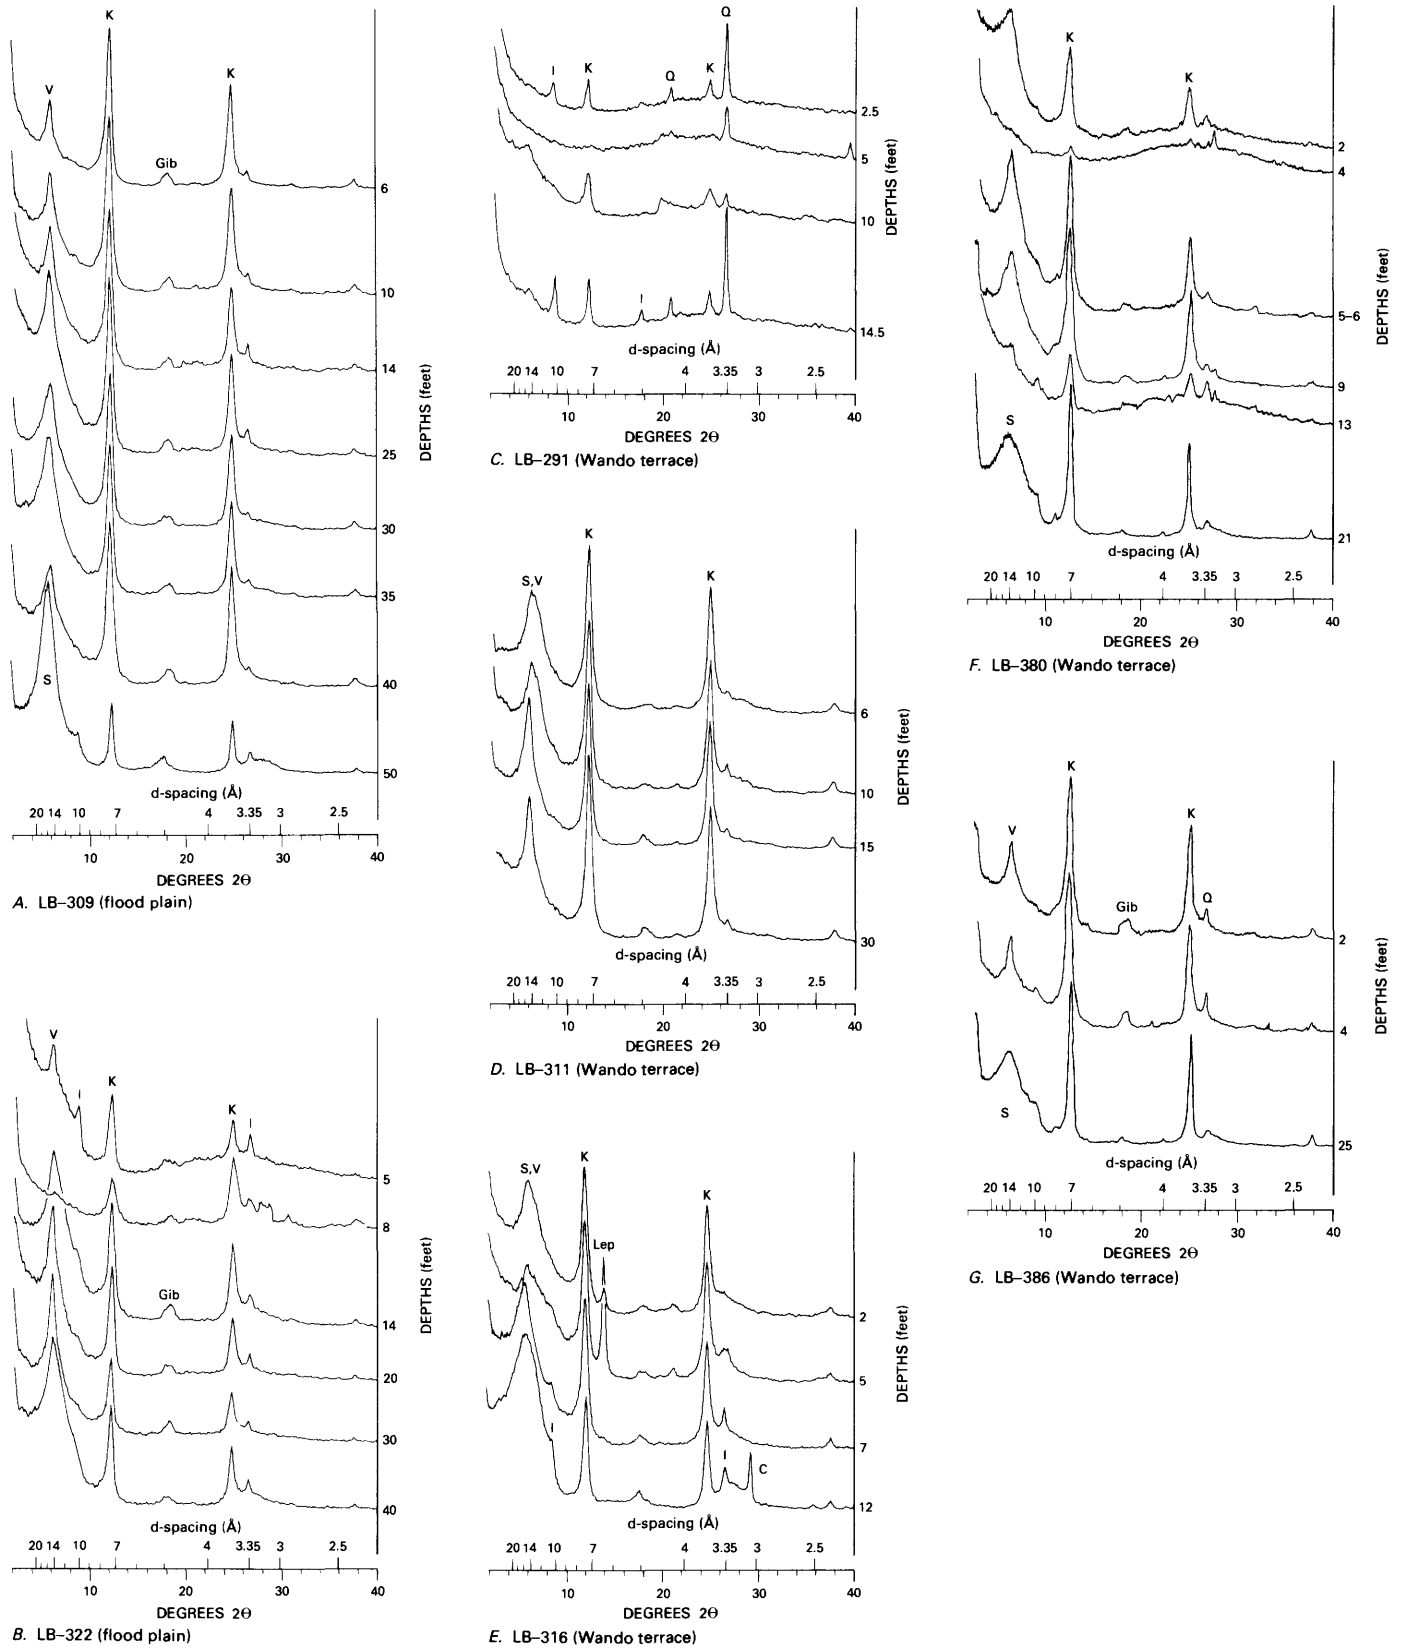 K
V
K
Gib
6
10
14
25
30
35
40
S
50
DEPTHS (feet)
d-spacing (Å)
20 14 10 7 4 3.35 3 2.5
10 20 30 40
DEGREES 2θ
A. LB–309 (flood plain)
V
I
K
K
I
5
8
Gib
14
20
30
40
DEPTHS (feet)
d-spacing (Å)
20 14 10 7 4 3.35 3 2.5
10 20 30 40
DEGREES 2θ
B. LB–322 (flood plain)
Q
I
K
Q
K
2.5
5
10
I
14.5
DEPTHS (feet)
d-spacing (Å)
20 14 10 7 4 3.35 3 2.5
10 20 30 40
DEGREES 2θ
C. LB–291 (Wando terrace)
K
S,V
K
6
10
15
30
DEPTHS (feet)
d-spacing (Å)
20 14 10 7 4 3.35 3 2.5
10 20 30 40
DEGREES 2θ
D. LB–311 (Wando terrace)
K
S,V
K
Lep
2
5
7
I
I
C
12
DEPTHS (feet)
d-spacing (Å)
20 14 10 7 4 3.35 3 2.5
10 20 30 40
DEGREES 2θ
E. LB–316 (Wando terrace)
K
K
2
4
5–6
9
13
S
21
DEPTHS (feet)
d-spacing (Å)
20 14 10 7 4 3.35 3 2.5
10 20 30 40
DEGREES 2θ
F. LB–380 (Wando terrace)
K
V
K
Gib
Q
2
4
S
25
DEPTHS (feet)
d-spacing (Å)
20 14 10 7 4 3.35 3 2.5
10 20 30 40
DEGREES 2θ
G. LB–386 (Wando terrace)